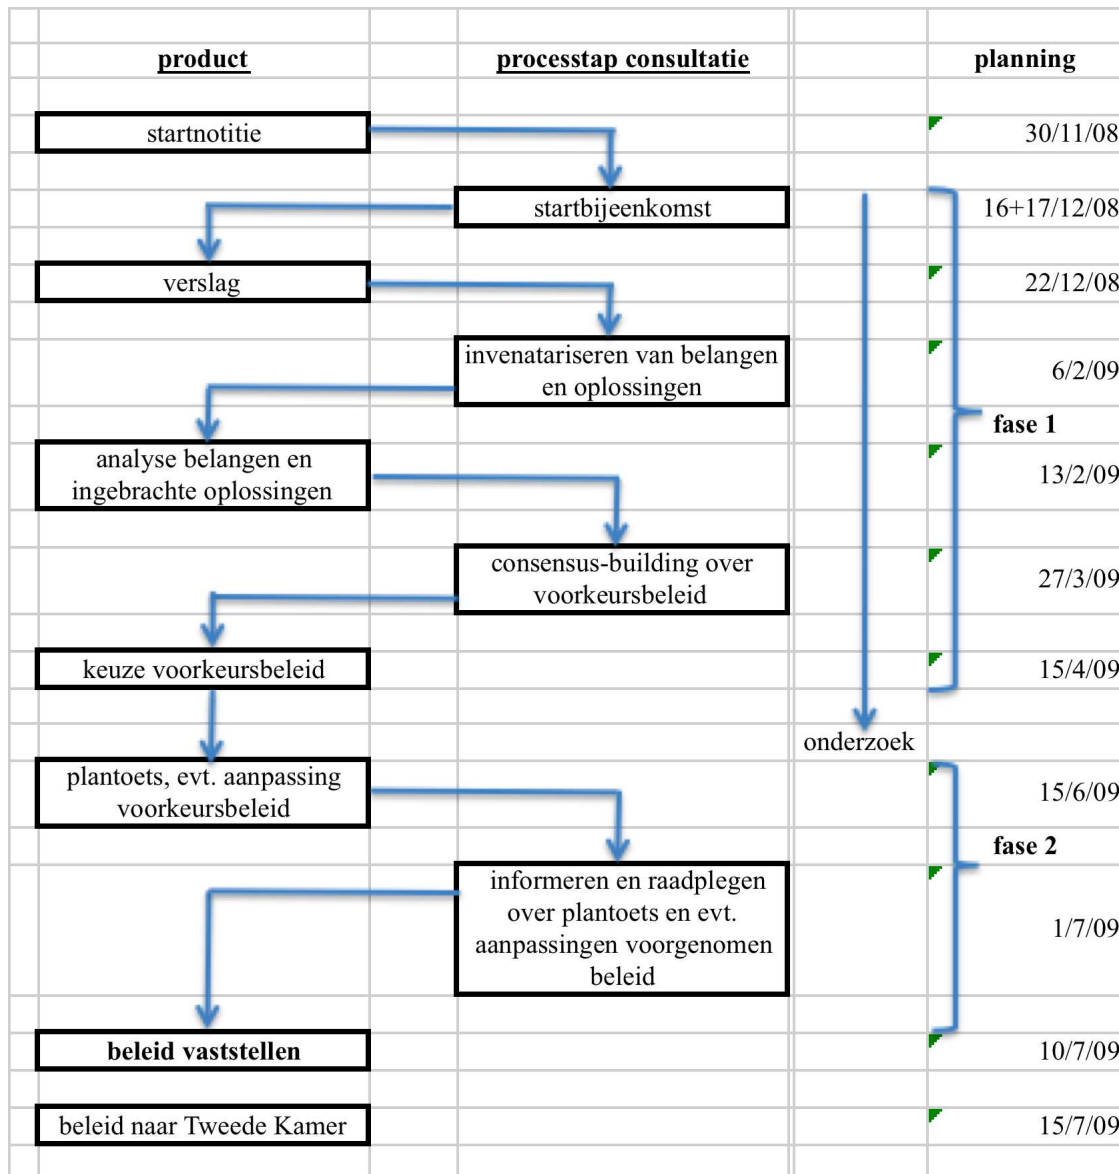 product processtap consultatie planning
startnotitie 30/11/08
startbijeenkomst 16+17/12/08
verslag 22/12/08
invenatariseren van belangen
en oplossingen
6/2/09
fase 1
analyse belangen en
ingebrachte oplossingen
13/2/09
consensus-building over
voorkeursbeleid
27/3/09
keuze voorkeursbeleid 15/4/09
onderzoek
plantoets, evt. aanpassing
voorkeursbeleid
15/6/09
fase 2
informeren en raadplegen
over plantoets en evt.
aanpassingen voorgenomen
beleid
1/7/09
beleid vaststellen 10/7/09
beleid naar Tweede Kamer 15/7/09